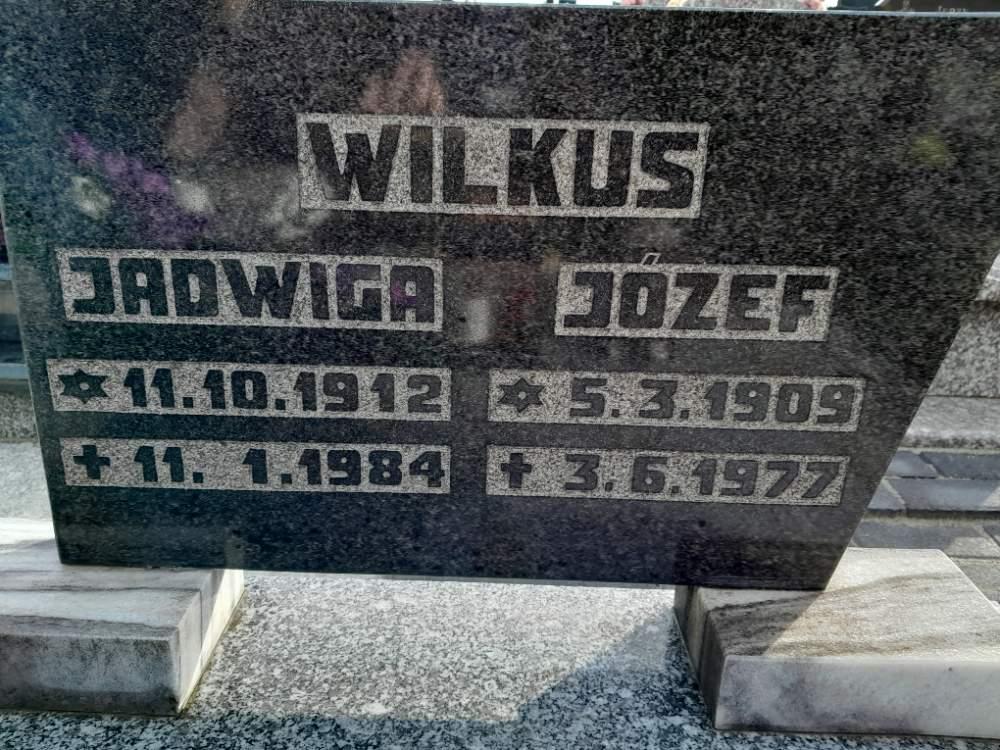 WILKUS
JADWIGA
✶ 11.10.1912
✝ 11. 1.1984
JÓZEF
✶ 5.3.1909
✝ 3.6.1977